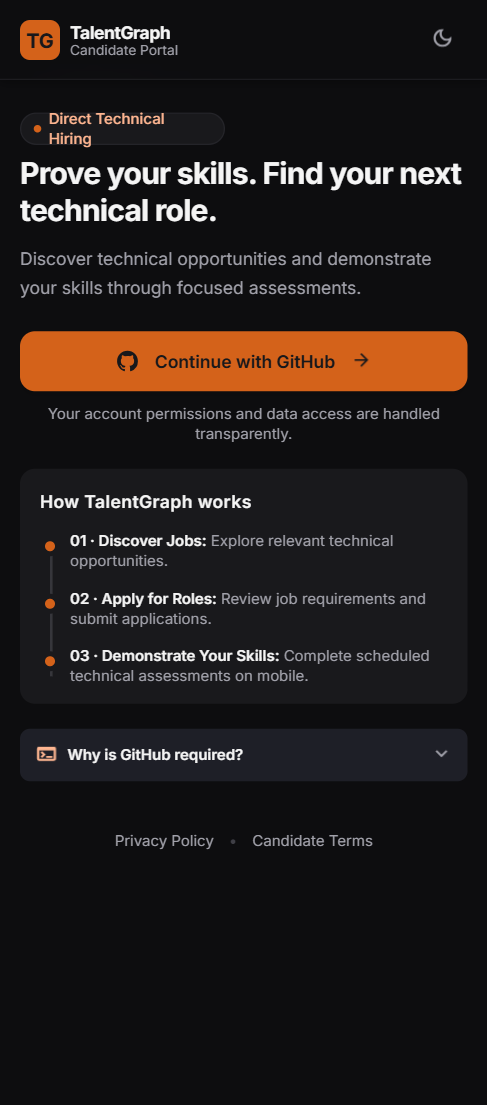 TG
TalentGraph
Candidate Portal
Direct Technical
Hiring
Prove your skills. Find your next
technical role.
Discover technical opportunities and demonstrate
your skills through focused assessments.
Continue with GitHub →
Your account permissions and data access are handled
transparently.
How TalentGraph works
01 · Discover Jobs: Explore relevant technical
opportunities.
02 · Apply for Roles: Review job requirements and
submit applications.
03 · Demonstrate Your Skills: Complete scheduled
technical assessments on mobile.
Why is GitHub required?
Privacy Policy • Candidate Terms